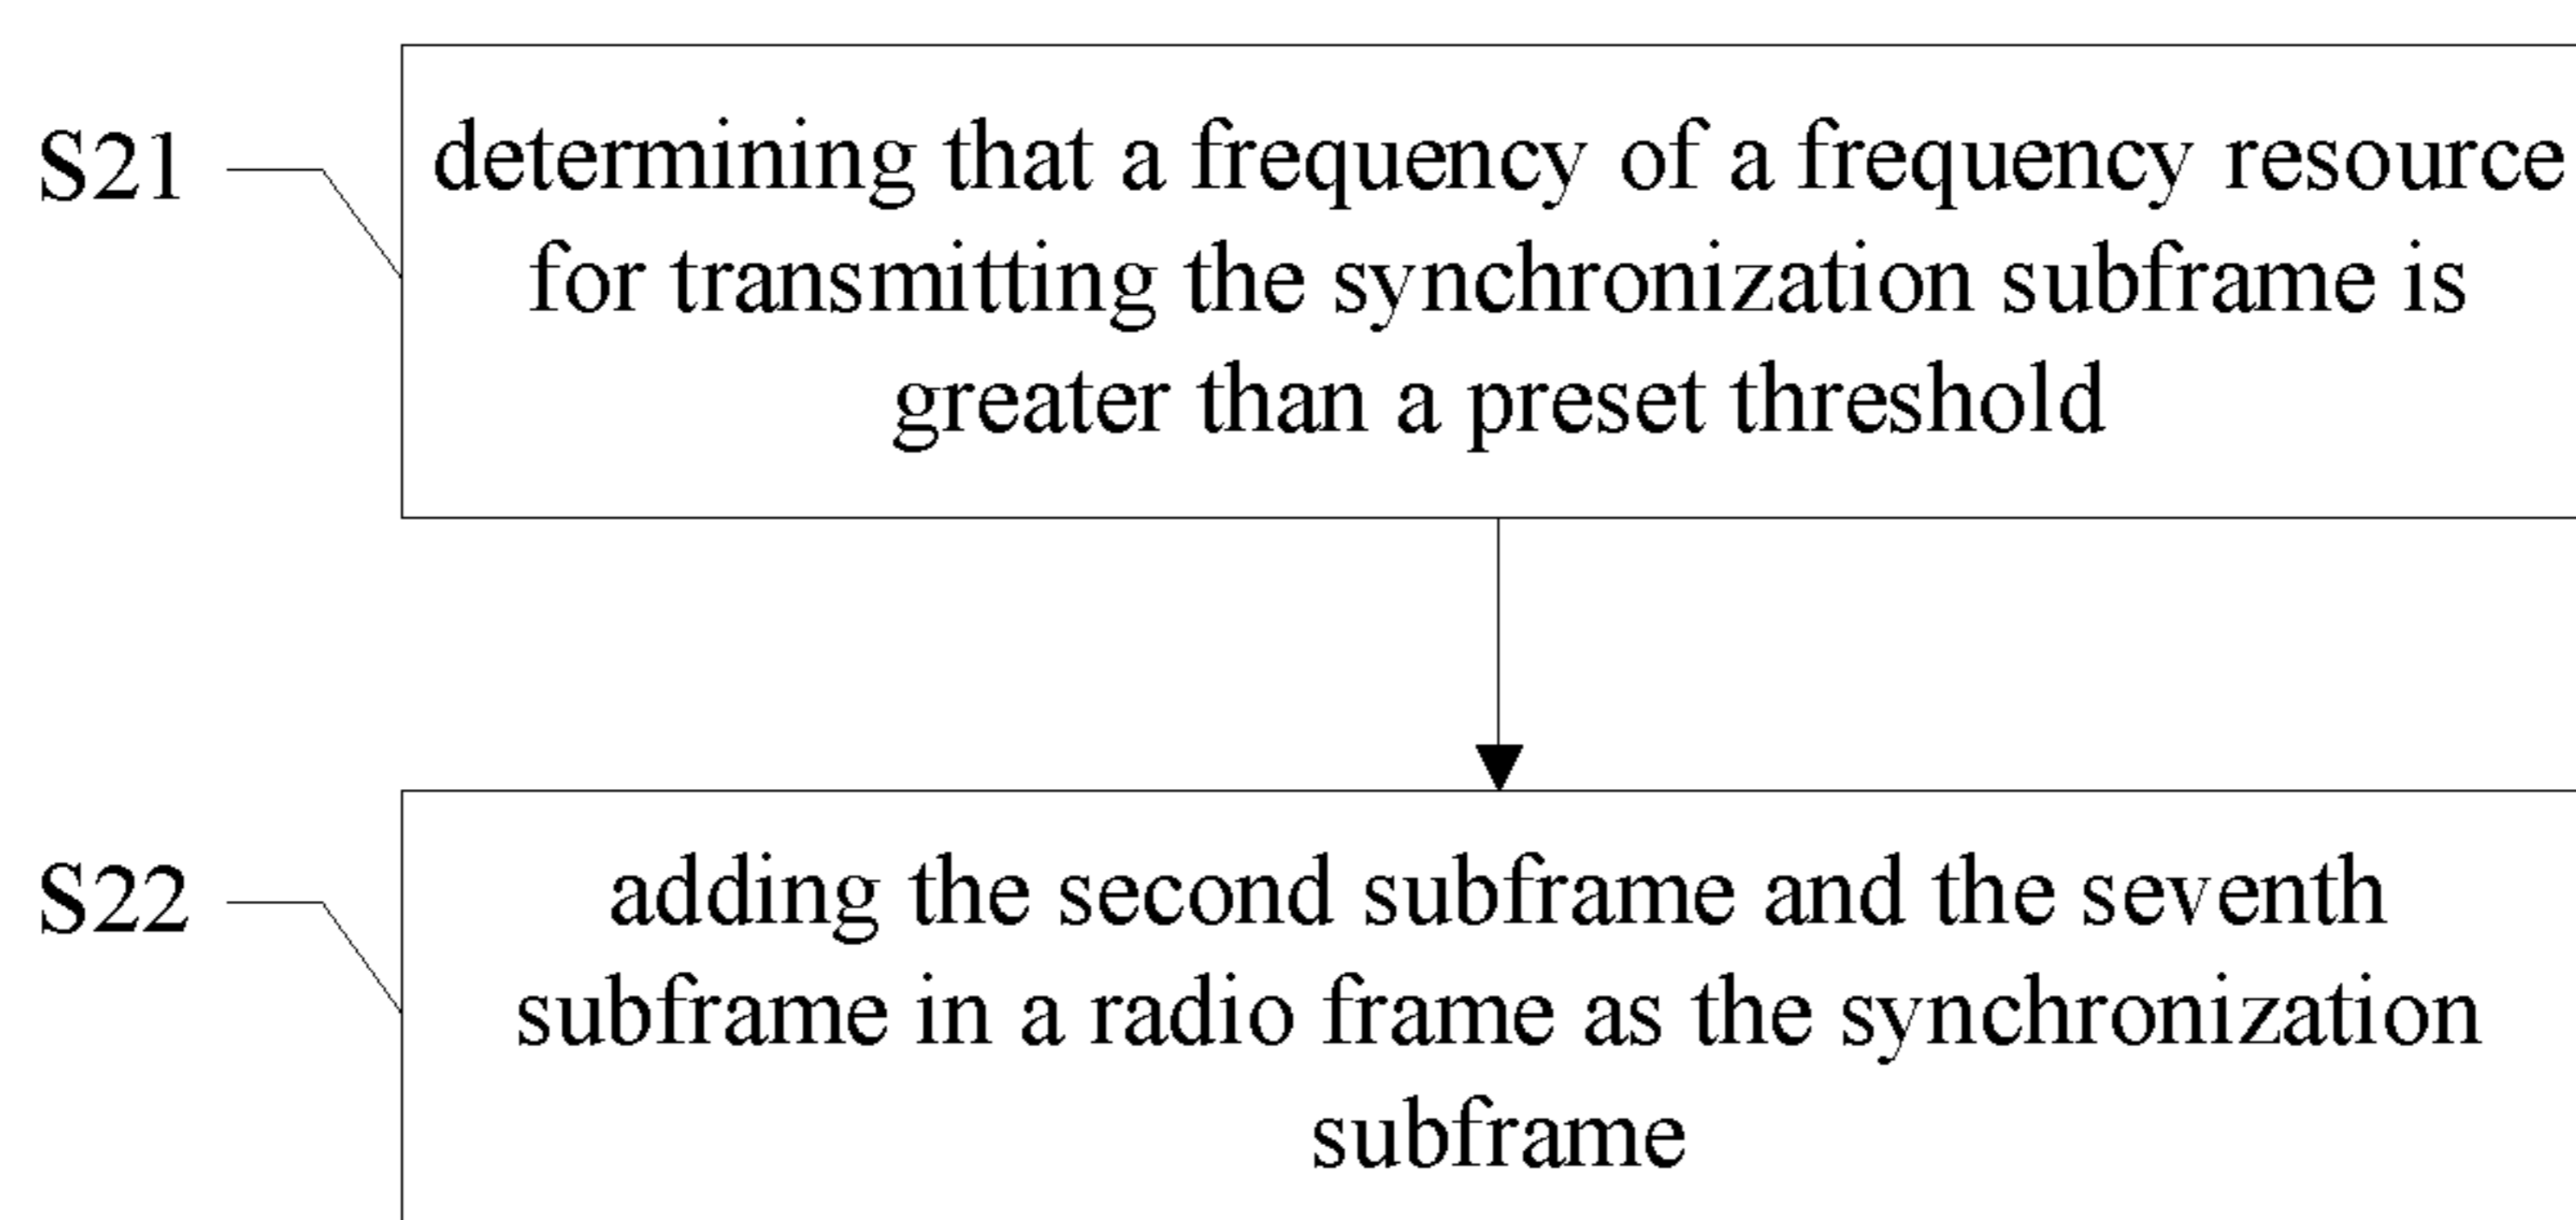 S21
determining that a frequency of a frequency resource
for transmitting the synchronization subframe is
greater than a preset threshold
S22
adding the second subframe and the seventh
subframe in a radio frame as the synchronization
subframe